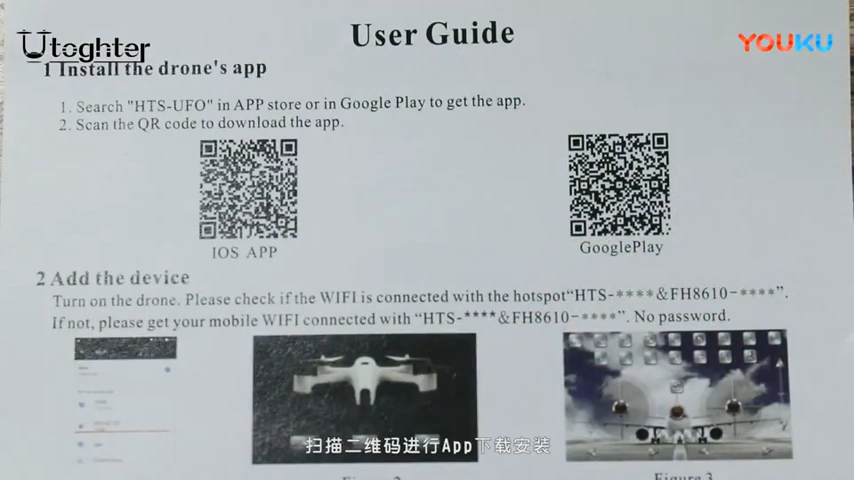 Utoghter
YOUKU
User Guide
1 Install the drone's app
1. Search "HTS-UFO" in APP store or in Google Play to get the app.
2. Scan the QR code to download the app.
IOS APP
GooglePlay
2 Add the device
Turn on the drone. Please check if the WIFI is connected with the hotspot“HTS-****&FH8610-****”.
If not, please get your mobile WIFI connected with “HTS-****&FH8610-****”. No password.
扫描二维码进行App下载安装
Figure 2
Figure 3